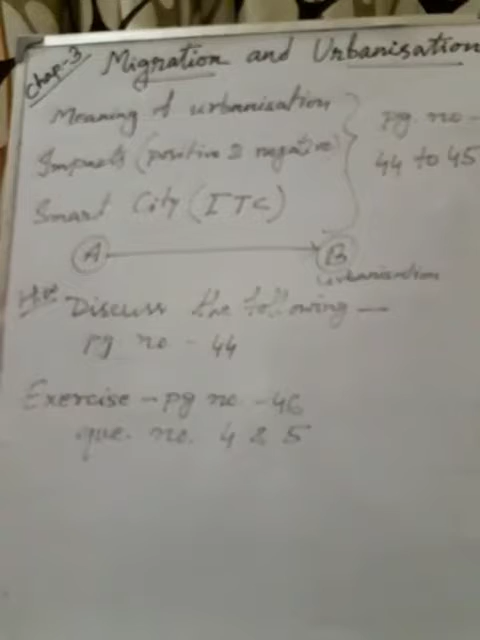 Chap-3 Migration and Urbanisation
Meaning of urbanisation
Impacts (positive & negative)
pg. no -
44 to 45
Smart City (ITC)
A B
Urbanisation
H.W Discuss the following —
pg no - 44
Exercise - pg no - 46
que. no. 4 & 5